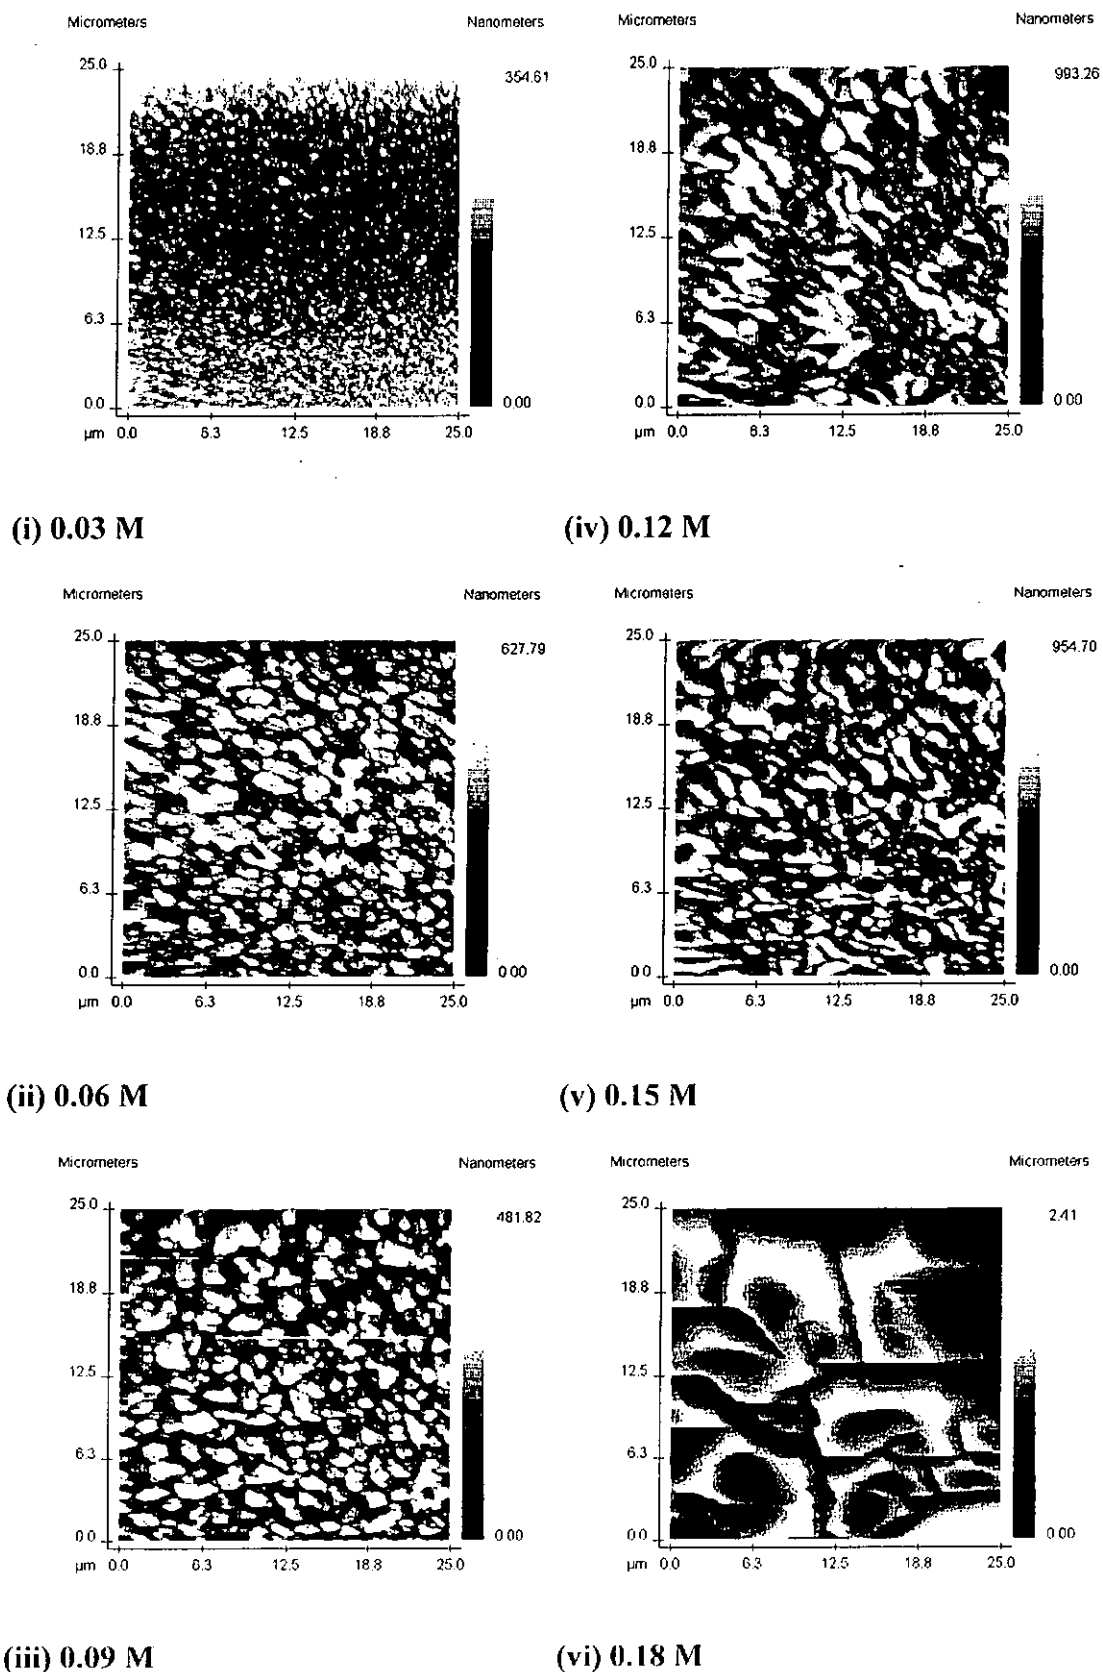 Micrometers Nanometers
25.0 354.61
18.8
12.5
6.3
0.0 0.00
µm 0.0 6.3 12.5 18.8 25.0
(i) 0.03 M
Micrometers Nanometers
25.0 993.26
18.8
12.5
6.3
0.0 0 00
µm 0.0 6.3 12.5 18.8 25.0
(iv) 0.12 M
Micrometers Nanometers
25.0 627.79
18.8
12.5
6.3
0 0 0 00
µm 0.0 6.3 12.5 18.8 25.0
(ii) 0.06 M
Micrometers Nanometers
25.0 954.70
18.8
12.5
6.3
0.0 0.00
µm 0.0 6.3 12.5 18.8 25.0
(v) 0.15 M
Micrometers Nanometers
25.0 481.82
18.8
12.5
6.3
0 0 0 00
µm 0.0 6.3 12.5 18.8 25.0
(iii) 0.09 M
Micrometers Micrometers
25.0 2.41
18.8
12.5
6.3
0 0 0 00
µm 0.0 6.3 12.5 18.8 25.0
(vi) 0.18 M